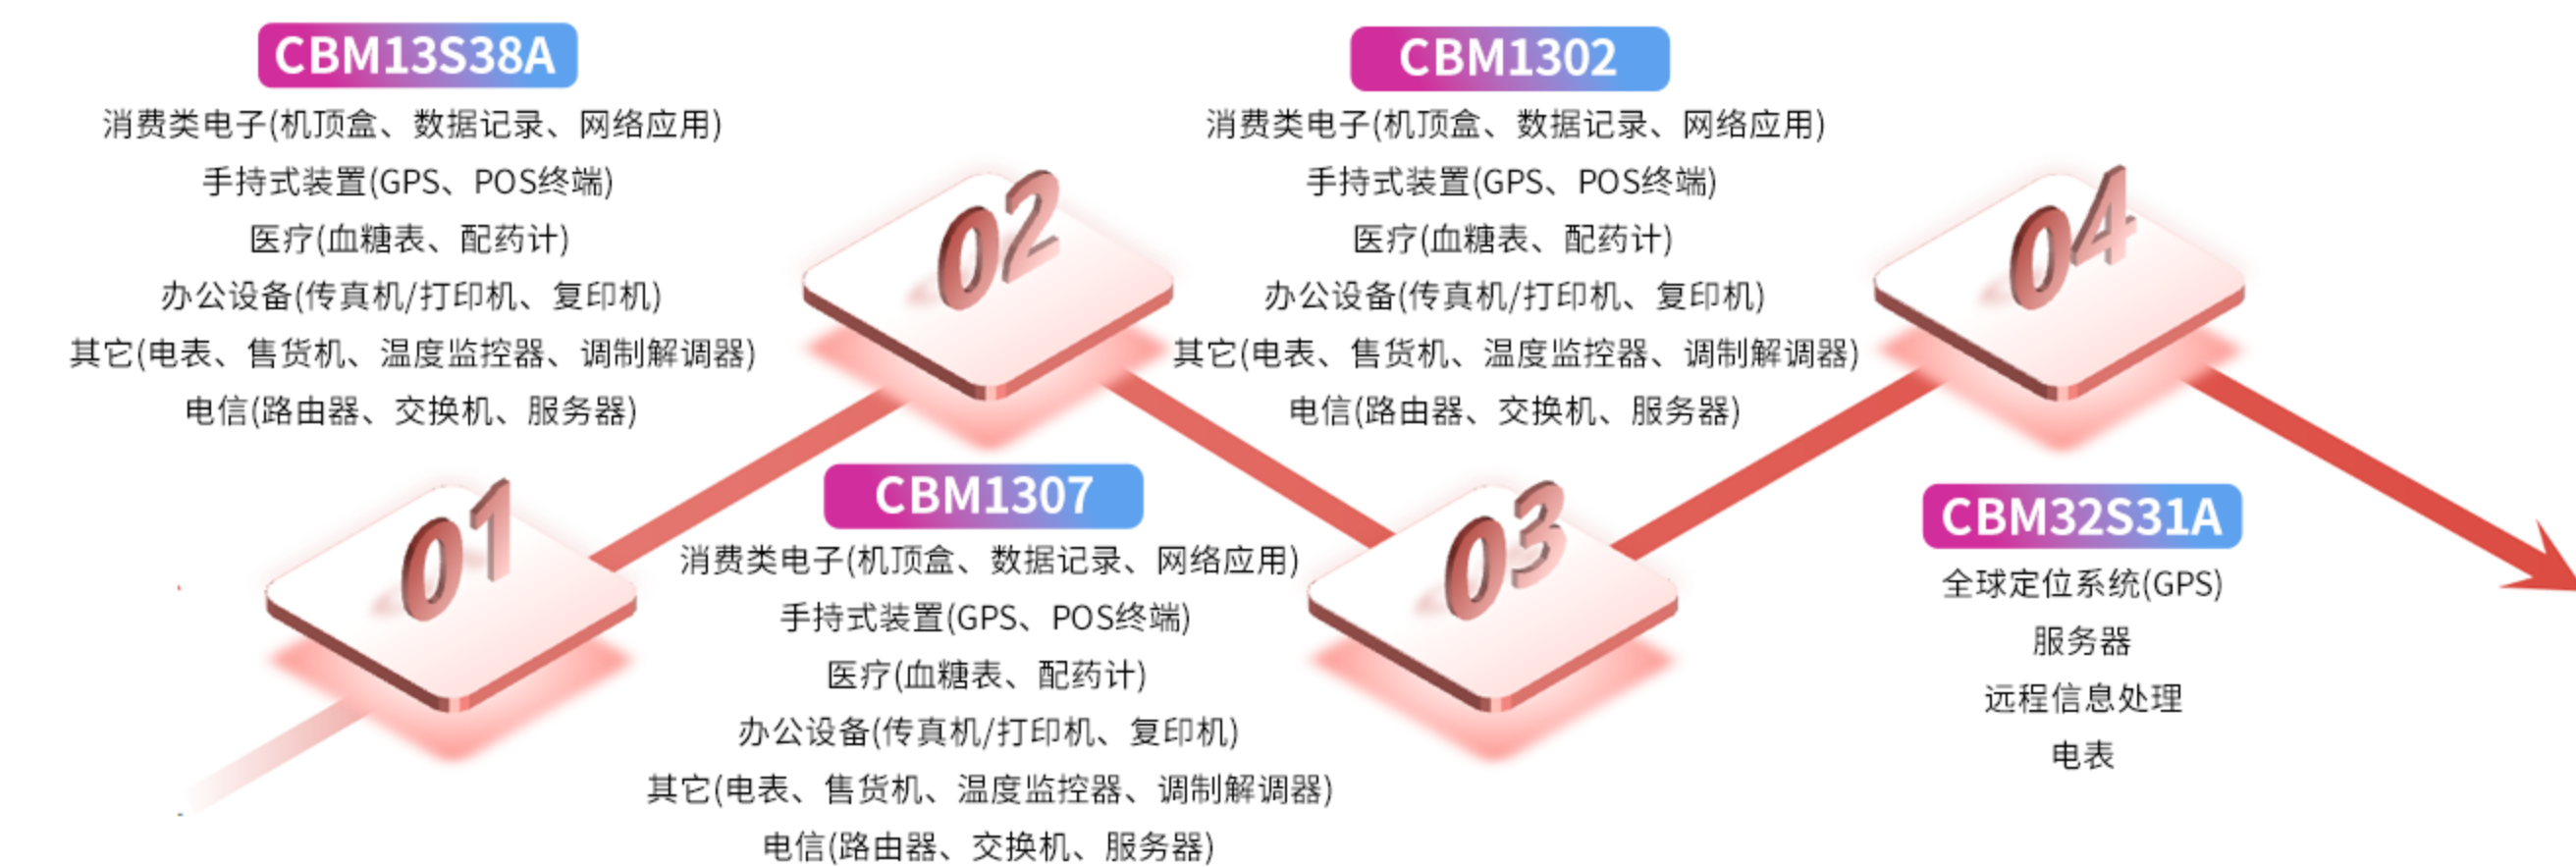 CBM13S38A
消费类电子(机顶盒、数据记录、网络应用)
手持式装置(GPS、POS终端)
医疗(血糖表、配药计)
办公设备(传真机/打印机、复印机)
其它(电表、售货机、温度监控器、调制解调器)
电信(路由器、交换机、服务器)
01
02
CBM1307
消费类电子(机顶盒、数据记录、网络应用)
手持式装置(GPS、POS终端)
医疗(血糖表、配药计)
办公设备(传真机/打印机、复印机)
其它(电表、售货机、温度监控器、调制解调器)
电信(路由器、交换机、服务器)
CBM1302
消费类电子(机顶盒、数据记录、网络应用)
手持式装置(GPS、POS终端)
医疗(血糖表、配药计)
办公设备(传真机/打印机、复印机)
其它(电表、售货机、温度监控器、调制解调器)
电信(路由器、交换机、服务器)
03
04
CBM32S31A
全球定位系统(GPS)
服务器
远程信息处理
电表